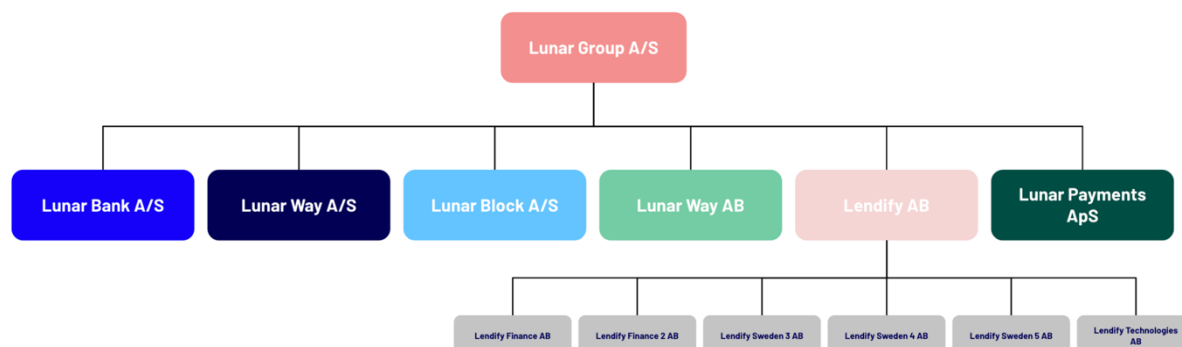 Lunar Group A/S
Lunar Bank A/S
Lunar Way A/S
Lunar Block A/S
Lunar Way AB
Lendify AB
Lunar Payments
ApS
Lendify Finance AB
Lendify Finance 2 AB
Lendify Sweden 3 AB
Lendify Sweden 4 AB
Lendify Sweden 5 AB
Lendify Technologies
AB